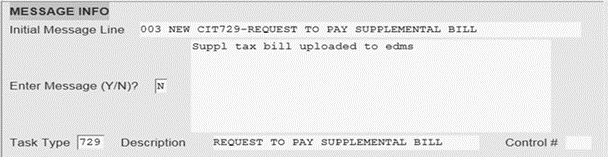 MESSAGE INFO
Initial Message Line 003 NEW CIT729-REQUEST TO PAY SUPPLEMENTAL BILL
Suppl tax bill uploaded to edms
Enter Message (Y/N)? N
Task Type 729 Description REQUEST TO PAY SUPPLEMENTAL BILL Control #